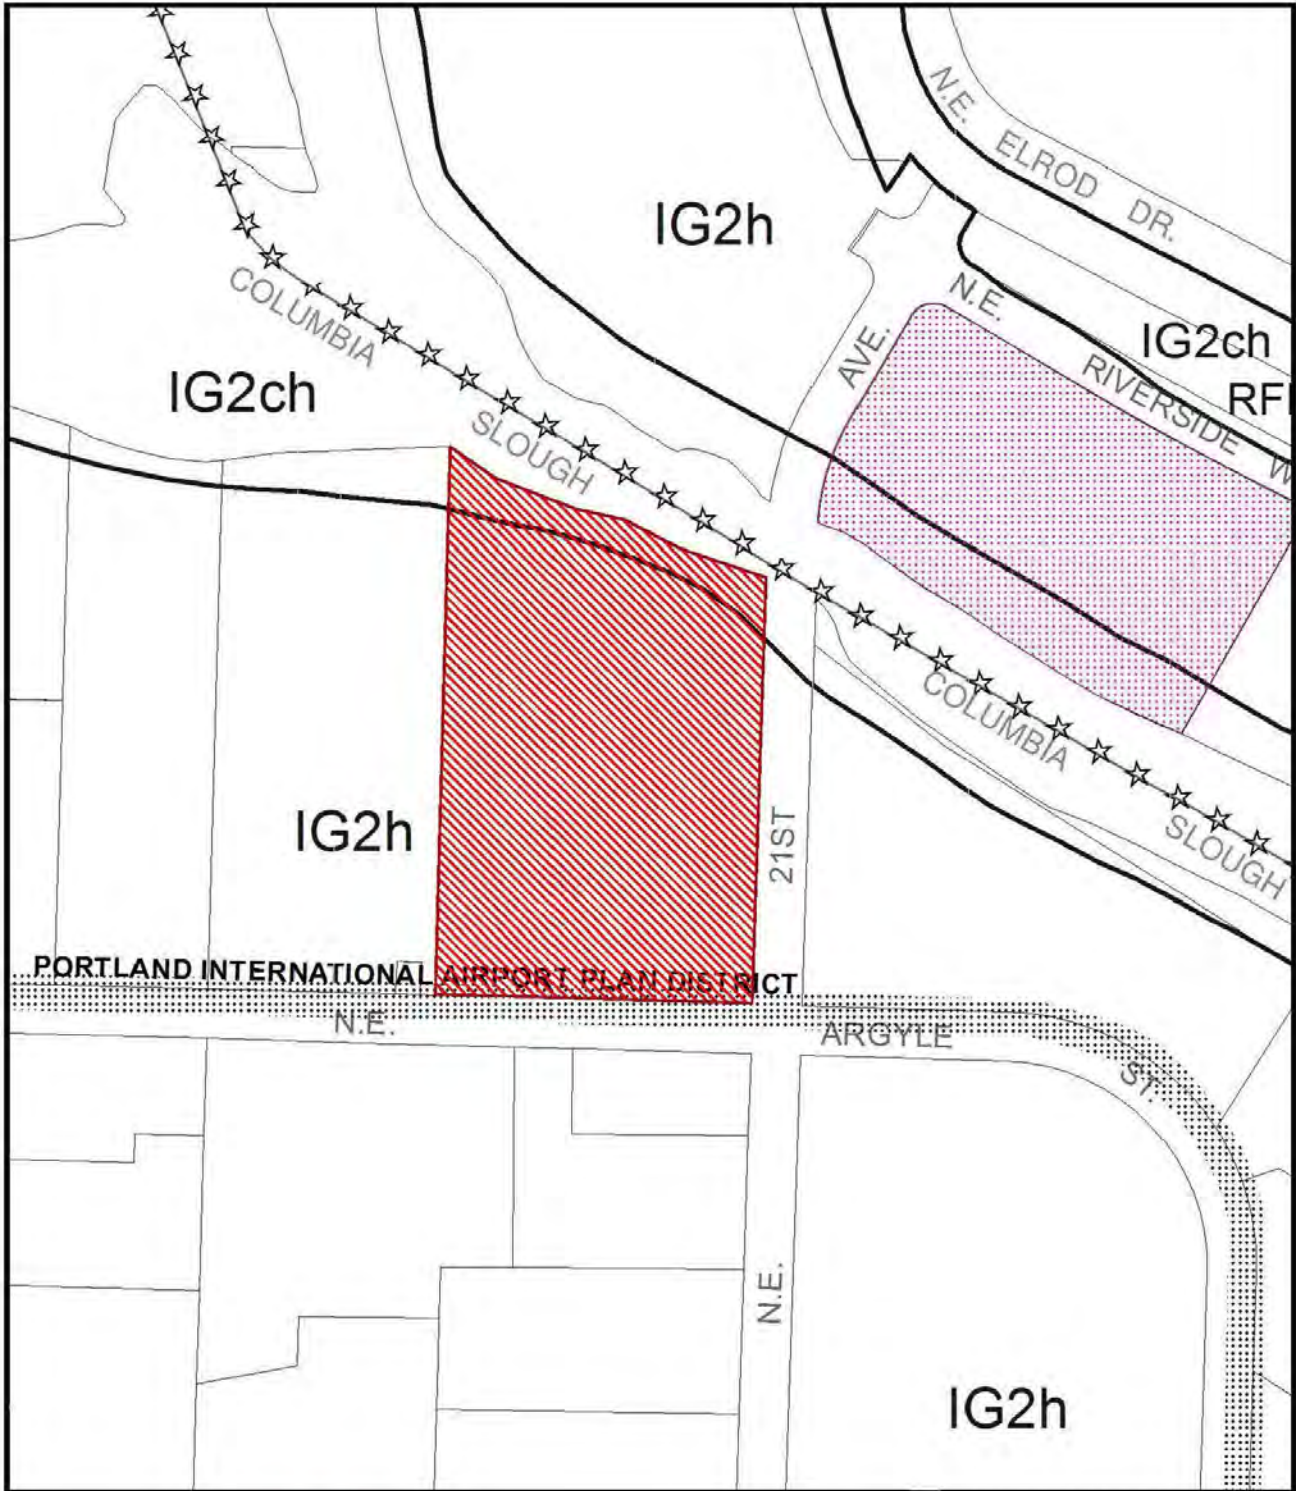 N.E. ELROD DR.
IG2h
COLUMBIA
N.E.
IG2ch
AVE.
RIVERSIDE
IG2ch
SLOUGH
COLUMBIA
21ST
IG2h
SLOUGH
PORTLAND INTERNATIONAL AIRPORT PLAN DISTRICT
N.E.
ARGYLE
ST.
N.E.
IG2h